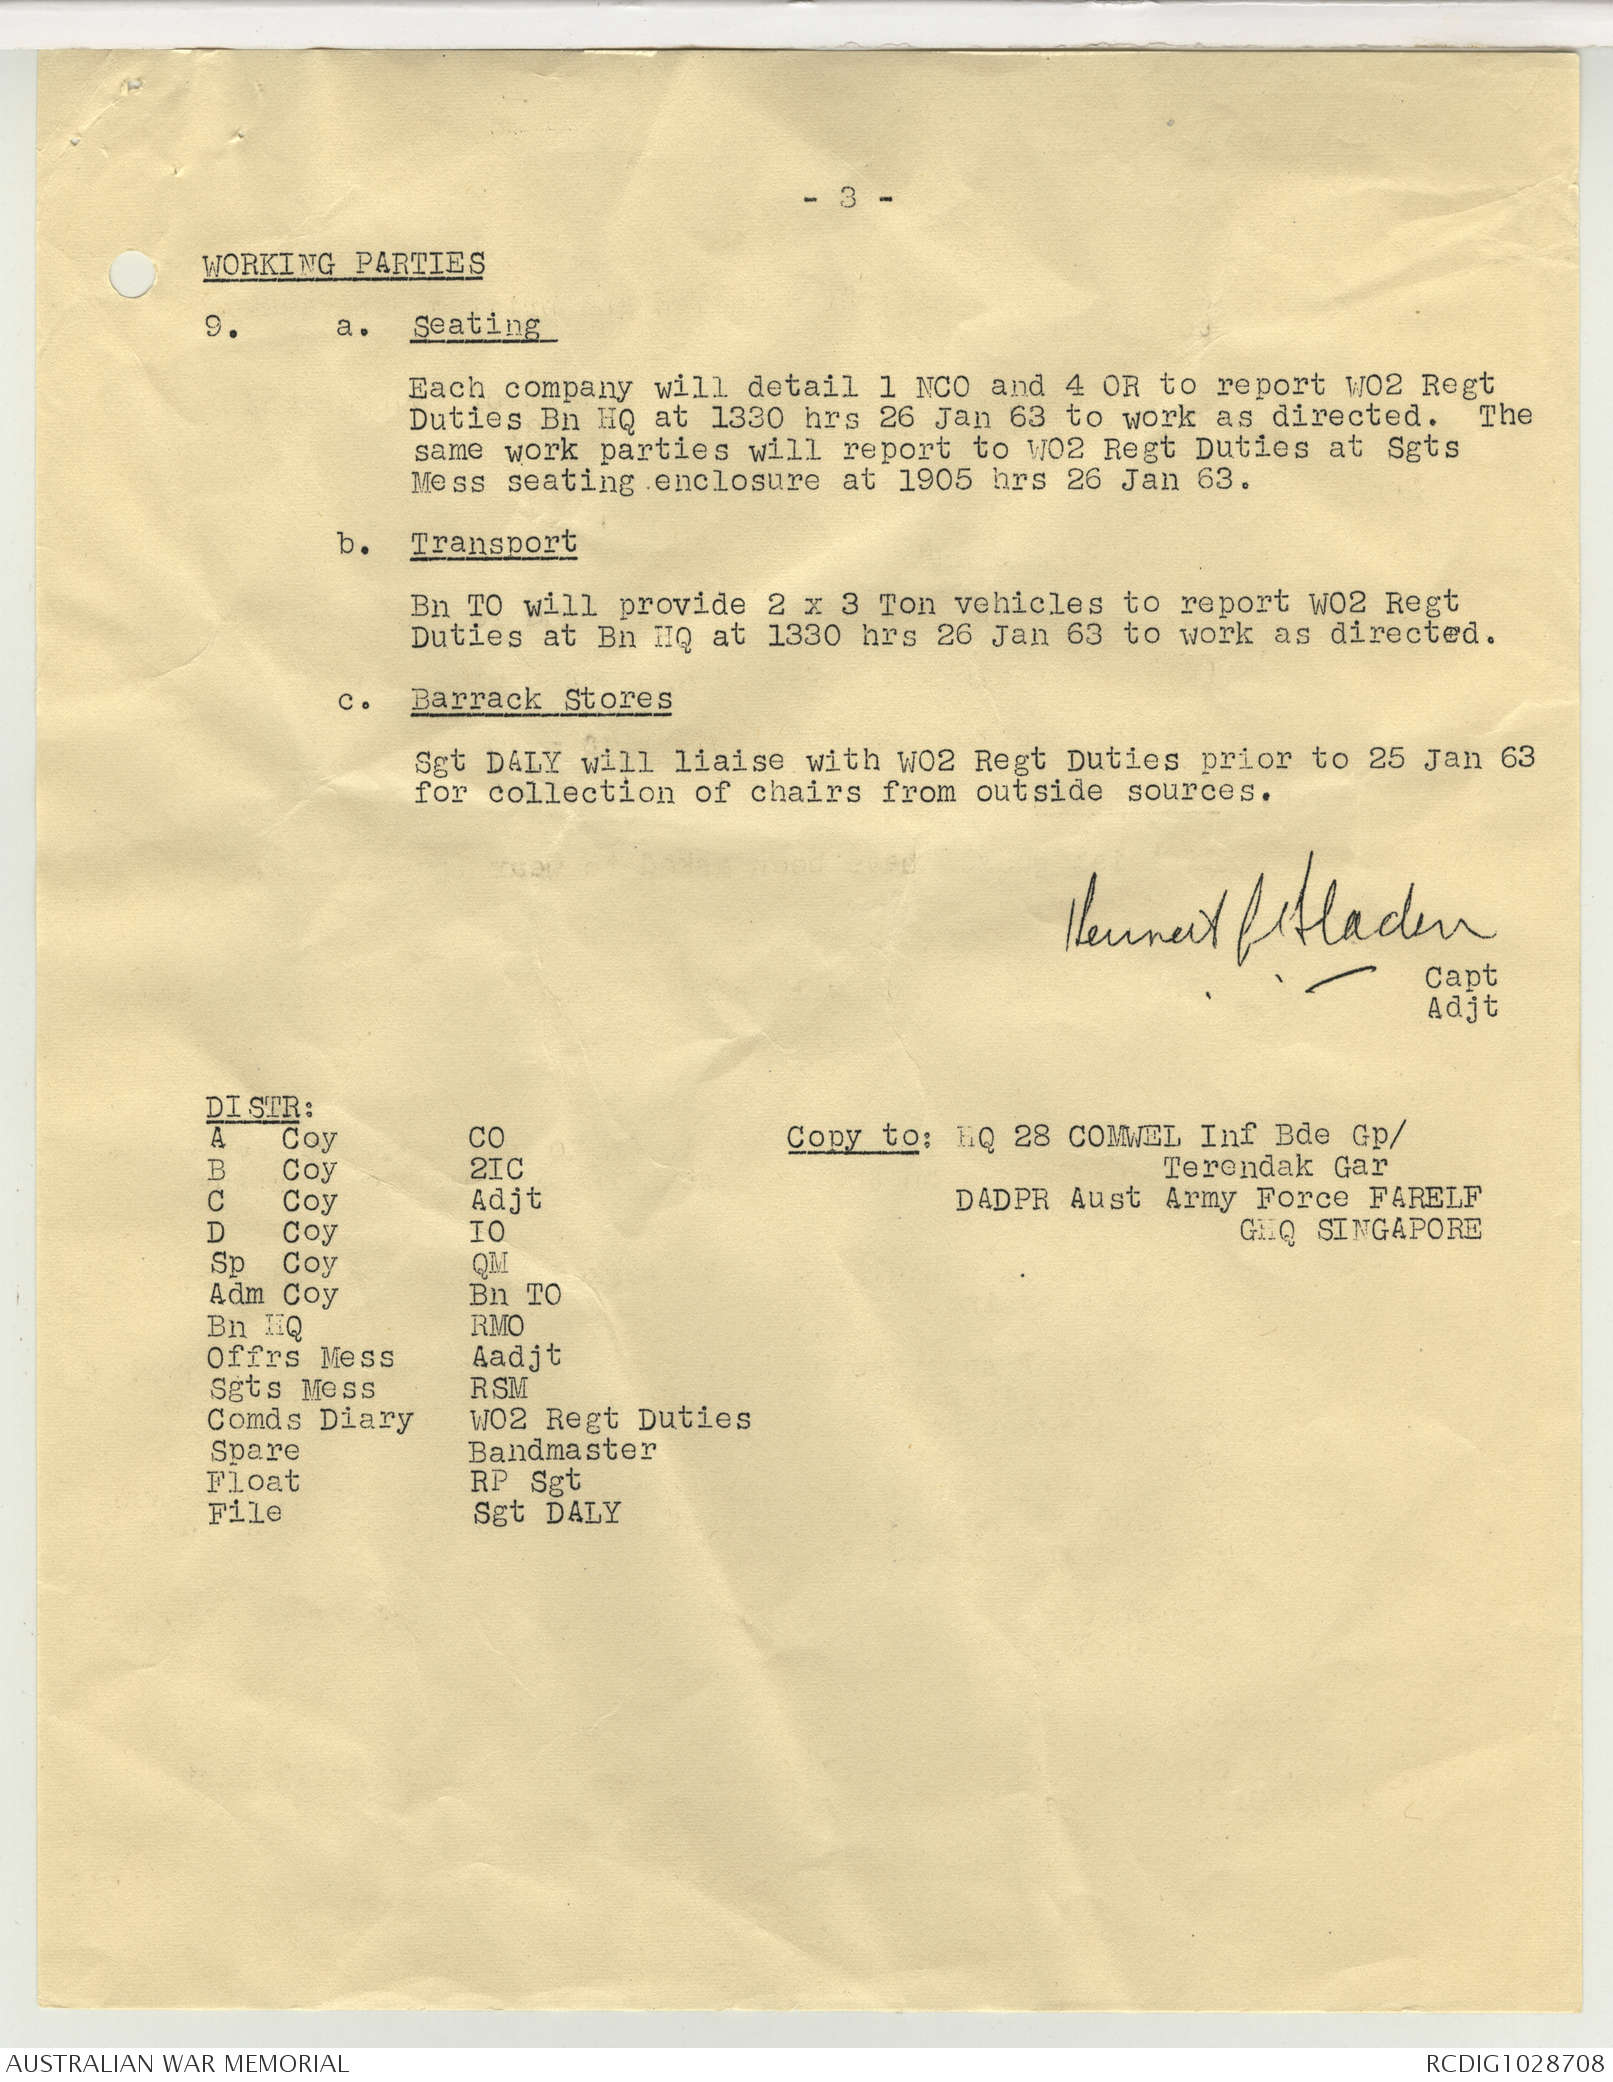 - 3 -
WORKING PARTIES
9. a. Seating
Each company will detail 1 NCO and 4 OR to report WO2 Regt
Duties Bn HQ at 1330 hrs 26 Jan 63 to work as directed. The
same work parties will report to WO2 Regt Duties at Sgts
Mess seating enclosure at 1905 hrs 26 Jan 63.
b. Transport
Bn TO will provide 2 x 3 Ton vehicles to report WO2 Regt
Duties at Bn HQ at 1330 hrs 26 Jan 63 to work as directed.
c. Barrack Stores
Sgt DALY will liaise with WO2 Regt Duties prior to 25 Jan 63
for collection of chairs from outside sources.
Capt
Adjt
DISTR:
A Coy CO Copy to: HQ 28 COMWEL Inf Bde Gp/
B Coy 2IC Terendak Gar
C Coy Adjt DADPR Aust Army Force FARELF
D Coy IO GHQ SINGAPORE
Sp Coy QM
Adm Coy Bn TO
Bn HQ RMO
Offrs Mess Aadjt
Sgts Mess RSM
Comds Diary WO2 Regt Duties
Spare Bandmaster
Float RP Sgt
File Sgt DALY
AUSTRALIAN WAR MEMORIAL RCDIG1028708